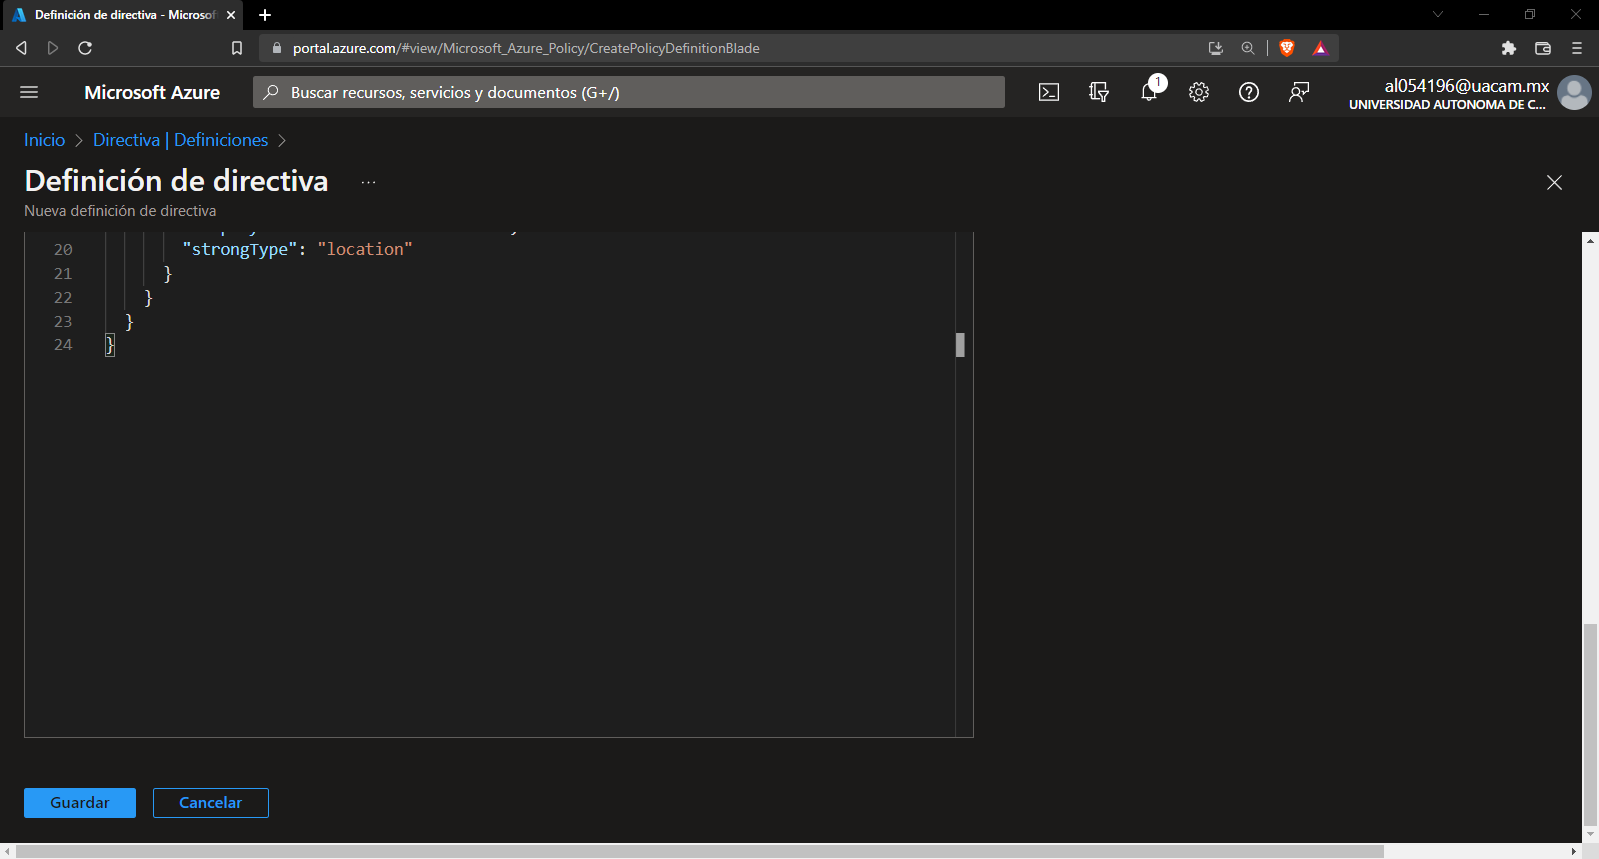 Definición de directiva - Microsof
portal.azure.com/#view/Microsoft_Azure_Policy/CreatePolicyDefinitionBlade
Microsoft Azure
Buscar recursos, servicios y documentos (G+/)
1
al054196@uacam.mx
UNIVERSIDAD AUTONOMA DE C...
Inicio > Directiva | Definiciones >
Definición de directiva ...
Nueva definición de directiva
20 "strongType": "location"
21 }
22 }
23 }
24 }
Guardar Cancelar